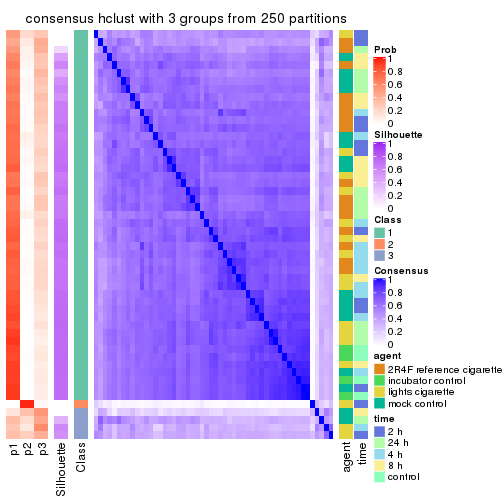 consensus hclust with 3 groups from 250 partitions
Prob
1
0.8
0.6
0.4
0.2
0
Silhouette
1
0.8
0.6
0.4
0.2
0
Class
1
2
3
Consensus
1
0.8
0.6
0.4
0.2
0
agent
2R4F reference cigarette
incubator control
lights cigarette
mock control
time
2 h
24 h
4 h
8 h
control
p1
p2
p3
Silhouette
Class
agent
time